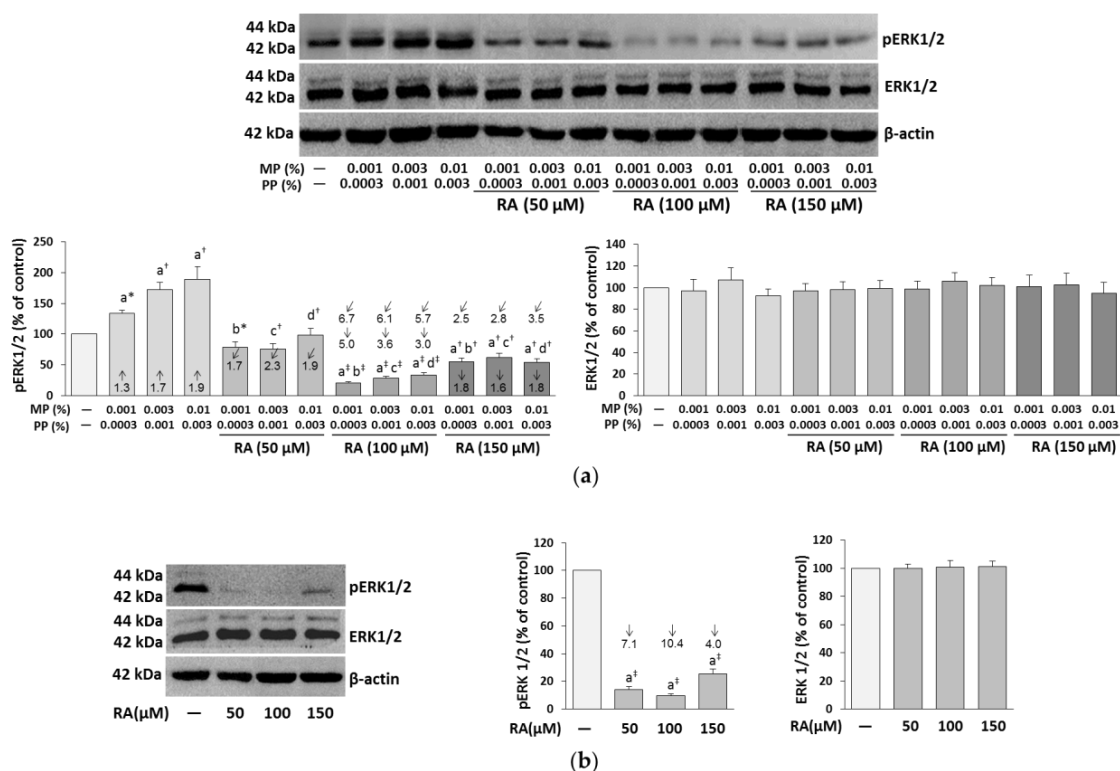 44 kDa
42 kDa
pERK1/2
44 kDa
42 kDa
ERK1/2
42 kDa
β-actin
MP (%) — 0.001 0.003 0.01 0.001 0.003 0.01 0.001 0.003 0.01 0.001 0.003 0.01
PP (%) — 0.0003 0.001 0.003 0.0003 0.001 0.003 0.0003 0.001 0.003 0.0003 0.001 0.003
RA (50 µM) RA (100 µM) RA (150 µM)
pERK1/2 (% of control)
250
200
150
100
50
0
a* a† a† b* c† d† a‡b‡ a‡c‡ a‡d‡ a†b† a†c† a†d†
↙ ↙ ↙ ↙ ↙ ↙
6.7 6.1 5.7 2.5 2.8 3.5
↓ ↓ ↓
5.0 3.6 3.0
↑ ↑ ↑ ↙ ↙ ↙ ↓ ↓ ↓
1.3 1.7 1.9 1.7 2.3 1.9 1.8 1.6 1.8
MP (%) — 0.001 0.003 0.01 0.001 0.003 0.01 0.001 0.003 0.01 0.001 0.003 0.01
PP (%) — 0.0003 0.001 0.003 0.0003 0.001 0.003 0.0003 0.001 0.003 0.0003 0.001 0.003
RA (50 µM) RA (100 µM) RA (150 µM)
ERK1/2 (% of control)
140
120
100
80
60
40
20
0
MP (%) — 0.001 0.003 0.01 0.001 0.003 0.01 0.001 0.003 0.01 0.001 0.003 0.01
PP (%) — 0.0003 0.001 0.003 0.0003 0.001 0.003 0.0003 0.001 0.003 0.0003 0.001 0.003
RA (50 µM) RA (100 µM) RA (150 µM)
(a)
44 kDa
42 kDa
pERK1/2
44 kDa
42 kDa
ERK1/2
42 kDa
β-actin
RA(µM) — 50 100 150
pERK 1/2 (% of control)
120
100
80
60
40
20
0
↓ ↓ ↓
7.1 10.4 4.0
a‡ a‡ a‡
RA(µM) — 50 100 150
ERK 1/2 (% of control)
120
100
80
60
40
20
0
RA(µM) — 50 100 150
(b)